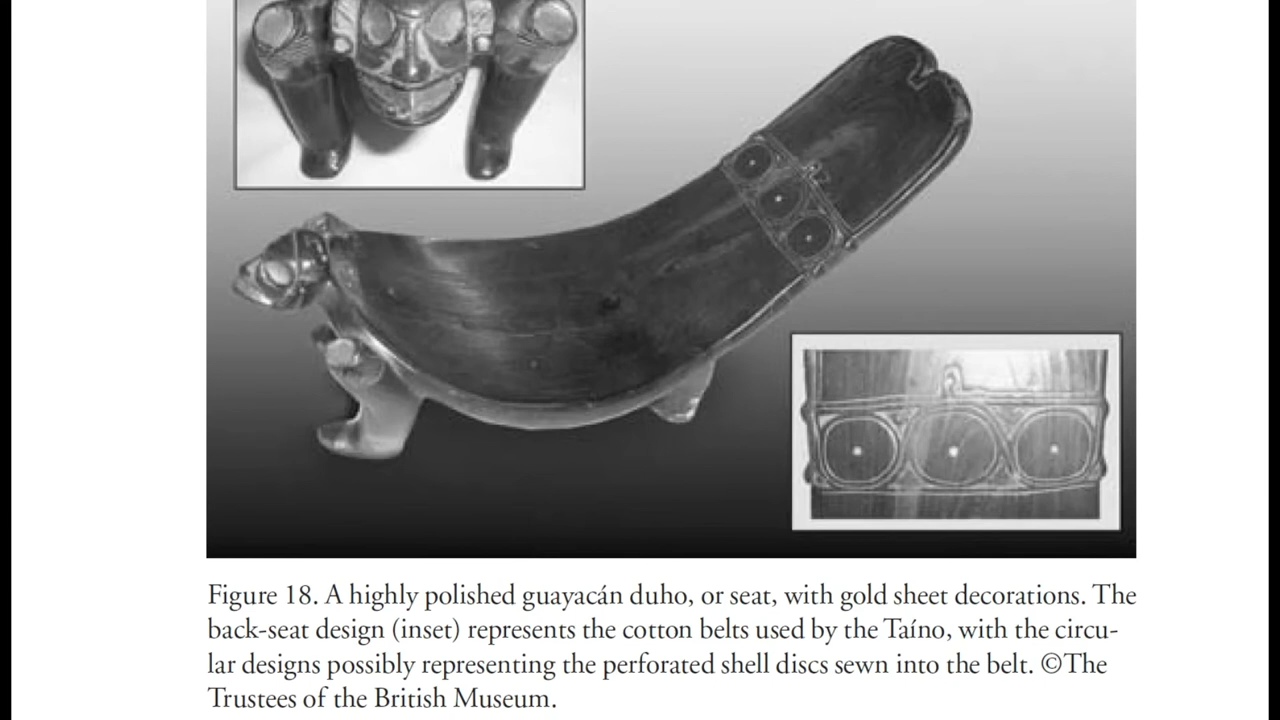 Figure 18. A highly polished guayacán duho, or seat, with gold sheet decorations. The
back-seat design (inset) represents the cotton belts used by the Taíno, with the circu-
lar designs possibly representing the perforated shell discs sewn into the belt. ©The
Trustees of the British Museum.